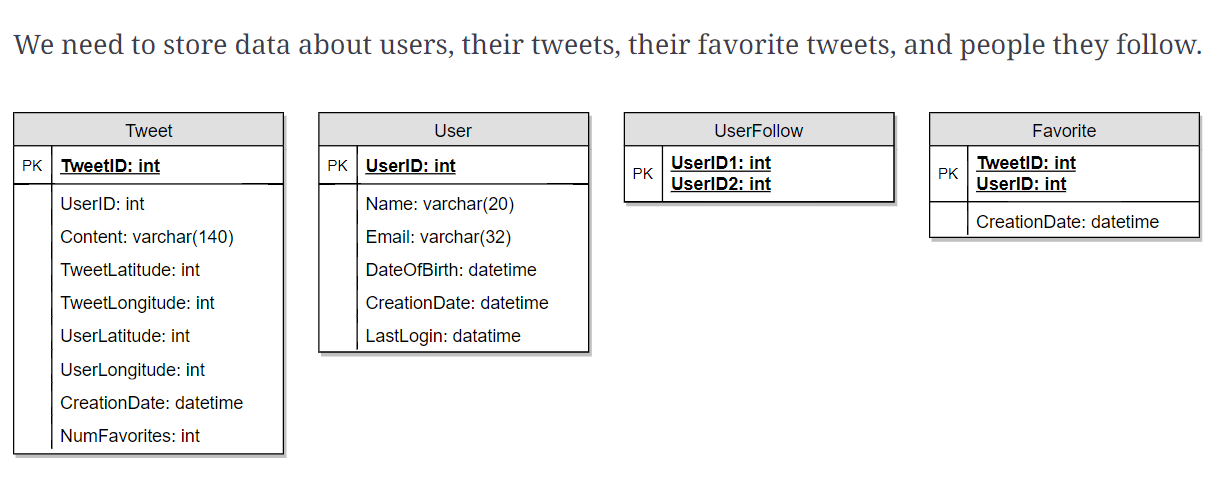 We need to store data about users, their tweets, their favorite tweets, and people they follow.
Tweet
PK TweetID: int
UserID: int
Content: varchar(140)
TweetLatitude: int
TweetLongitude: int
UserLatitude: int
UserLongitude: int
CreationDate: datetime
NumFavorites: int
User
PK UserID: int
Name: varchar(20)
Email: varchar(32)
DateOfBirth: datetime
CreationDate: datetime
LastLogin: datatime
UserFollow
PK
UserID1: int
UserID2: int
Favorite
PK
TweetID: int
UserID: int
CreationDate: datetime